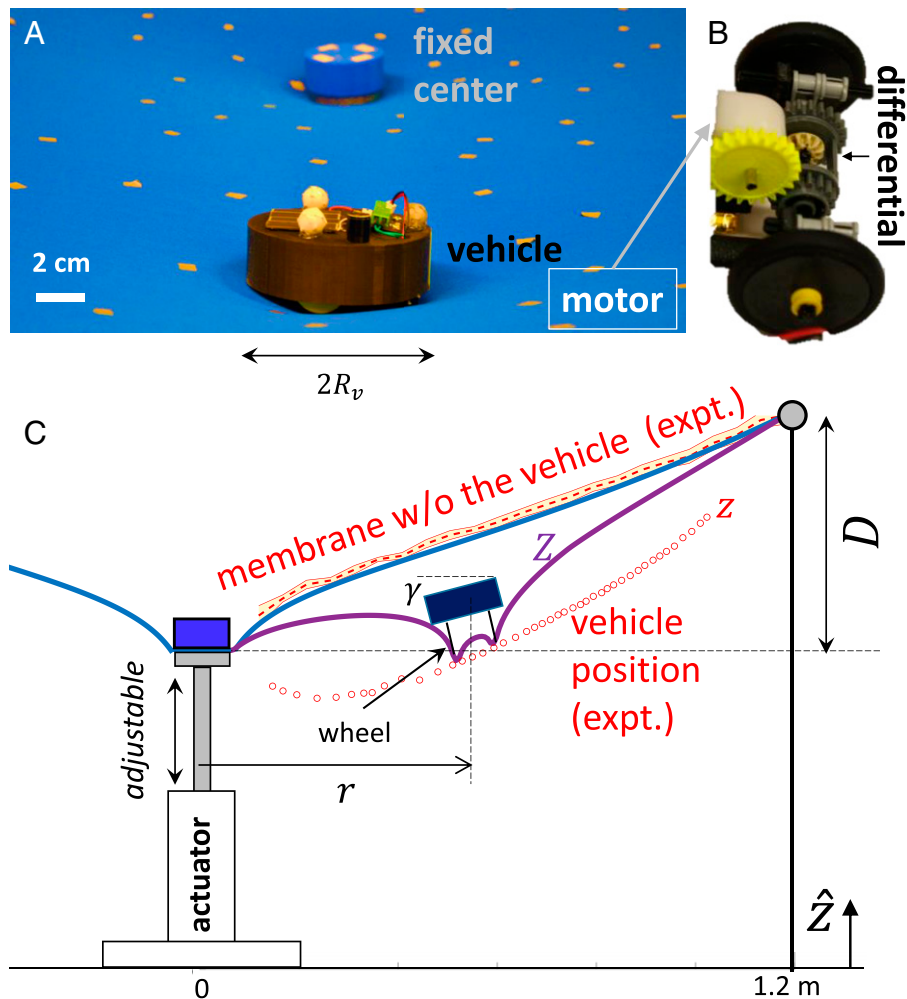 A
fixed
center
vehicle
2 cm
motor
B
differential
2R_v
C
membrane w/o the vehicle (expt.)
z
Z
D
γ
vehicle
position
(expt.)
adjustable
wheel
r
actuator
ẑ
0
1.2 m